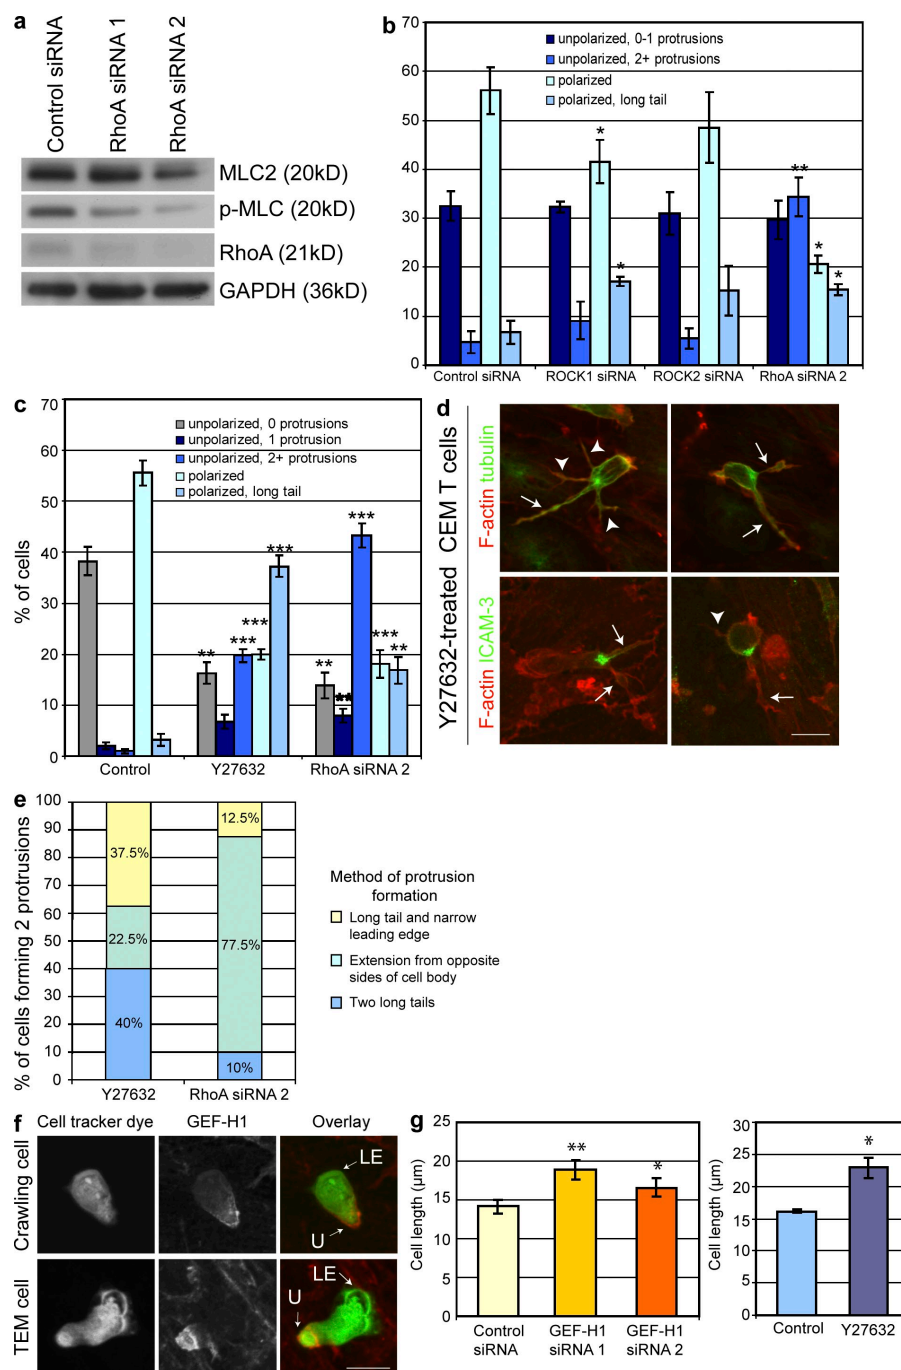 a
Control siRNA
RhoA siRNA 1
RhoA siRNA 2
MLC2 (20kD)
p-MLC (20kD)
RhoA (21kD)
GAPDH (36kD)
b
70
60
50
40
30
20
10
0
unpolarized, 0-1 protrusions
unpolarized, 2+ protrusions
polarized
polarized, long tail
*
*
**
*
*
Control siRNA
ROCK1 siRNA
ROCK2 siRNA
RhoA siRNA 2
c
% of cells
70
60
50
40
30
20
10
0
unpolarized, 0 protrusions
unpolarized, 1 protrusion
unpolarized, 2+ protrusions
polarized
polarized, long tail
**
***
***
***
**
**
***
***
**
Control
Y27632
RhoA siRNA 2
d
Y27632-treated CEM T cells
F-actin tubulin
F-actin ICAM-3
e
% of cells forming 2 protrusions
100
90
80
70
60
50
40
30
20
10
0
37.5%
22.5%
40%
12.5%
77.5%
10%
Y27632
RhoA siRNA 2
Method of protrusion
formation
Long tail and narrow
leading edge
Extension from opposite
sides of cell body
Two long tails
f
Cell tracker dye
GEF-H1
Overlay
Crawling cell
LE
U
TEM cell
LE
U
g
Cell length (µm)
25
20
15
10
5
0
**
*
Control
siRNA
GEF-H1
siRNA 1
GEF-H1
siRNA 2
Cell length (µm)
30
25
20
15
10
5
0
*
Control
Y27632